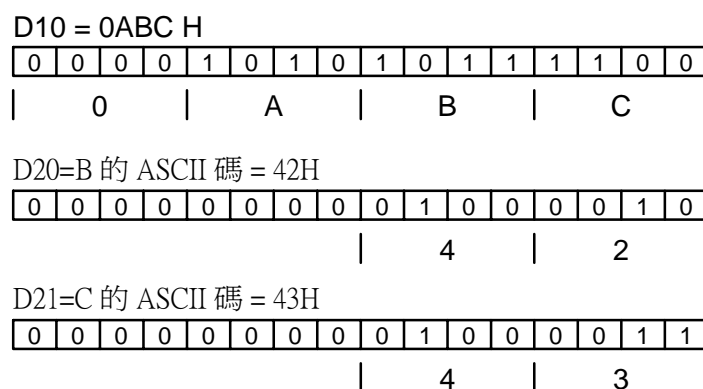 D10 = 0ABC H
0 0 0 0 1 0 1 0 1 0 1 1 1 1 0 0
0 A B C
D20=B 的 ASCII 碼 = 42H
0 0 0 0 0 0 0 0 0 1 0 0 0 0 1 0
4 2
D21=C 的 ASCII 碼 = 43H
0 0 0 0 0 0 0 0 0 1 0 0 0 0 1 1
4 3